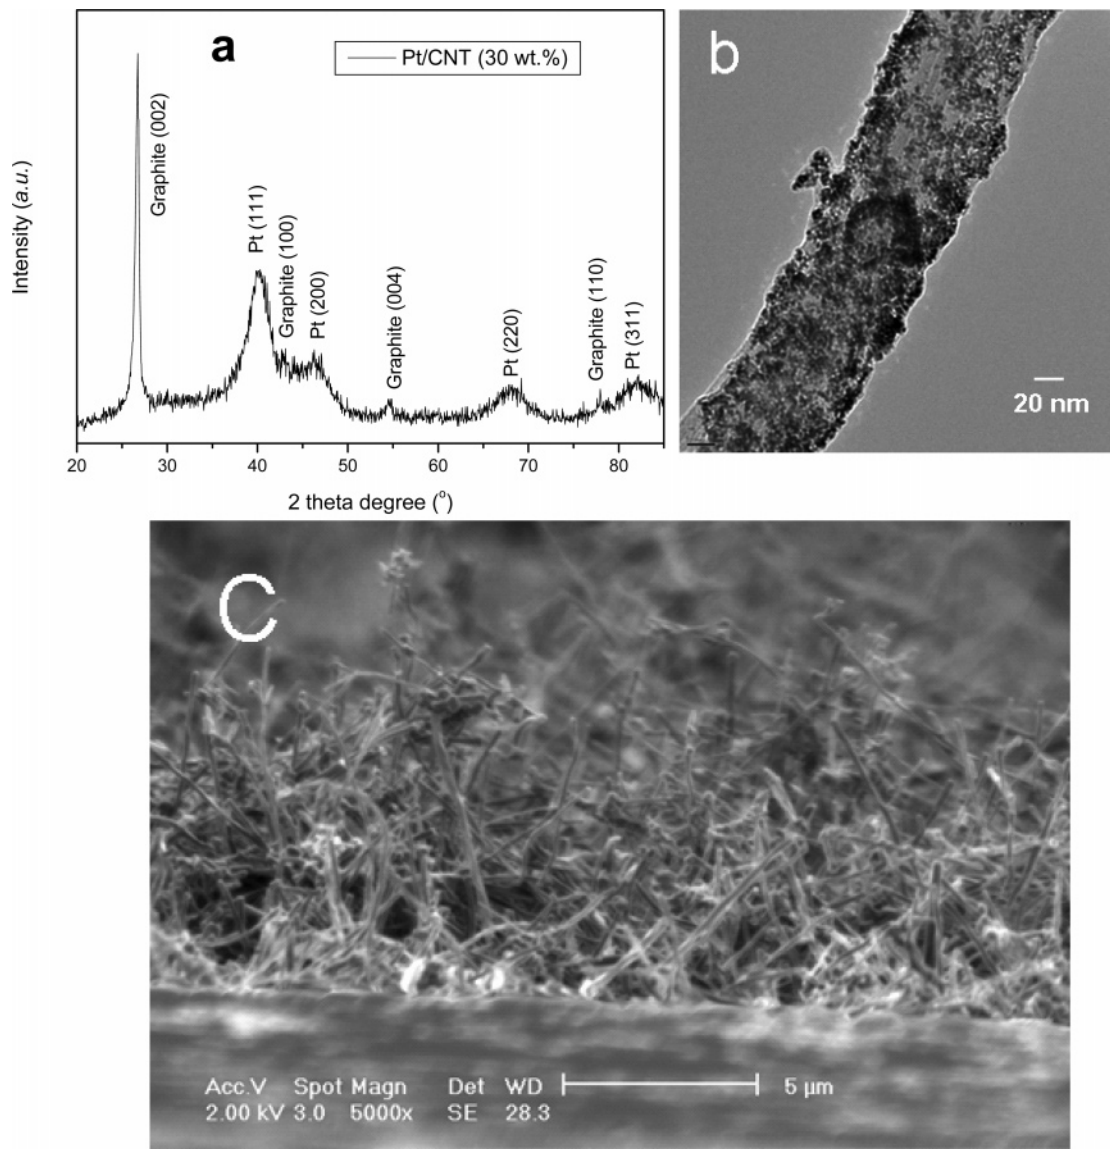 a
Pt/CNT (30 wt.%)
Intensity (a.u.)
Graphite (002)
Pt (111)
Graphite (100)
Pt (200)
Graphite (004)
Pt (220)
Graphite (110)
Pt (311)
20 30 40 50 60 70 80
2 theta degree (°)
b
20 nm
C
Acc.V Spot Magn Det WD 5 µm
2.00 kV 3.0 5000x SE 28.3